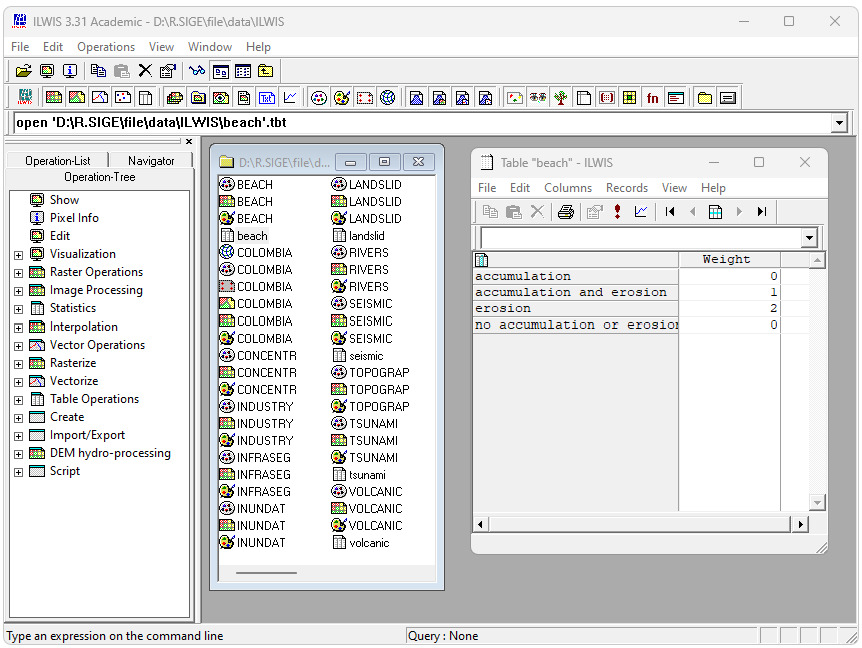 ILWIS 3.31 Academic - D:\R.SIGE\file\data\ILWIS
File Edit Operations View Window Help
Txt
fn
open 'D:\R.SIGE\file\data\ILWIS\beach'.tbt
Operation-List Navigator
Operation-Tree
Show
Pixel Info
Edit
Visualization
Raster Operations
Image Processing
Statistics
Interpolation
Vector Operations
Rasterize
Vectorize
Table Operations
Create
Import/Export
DEM hydro-processing
Script
D:\R.SIGE\file\d...
BEACH
BEACH
BEACH
beach
COLOMBIA
COLOMBIA
COLOMBIA
COLOMBIA
COLOMBIA
COLOMBIA
CONCENTR
CONCENTR
CONCENTR
INDUSTRY
INDUSTRY
INDUSTRY
INFRASEG
INFRASEG
INFRASEG
INUNDAT
INUNDAT
INUNDAT
LANDSLID
LANDSLID
LANDSLID
landslid
RIVERS
RIVERS
RIVERS
SEISMIC
SEISMIC
SEISMIC
seismic
TOPOGRAP
TOPOGRAP
TOPOGRAP
TSUNAMI
TSUNAMI
TSUNAMI
tsunami
VOLCANIC
VOLCANIC
VOLCANIC
volcanic
Table "beach" - ILWIS
File Edit Columns Records View Help
Weight
accumulation 0
accumulation and erosion 1
erosion 2
no accumulation or erosion 0
Type an expression on the command line
Query : None